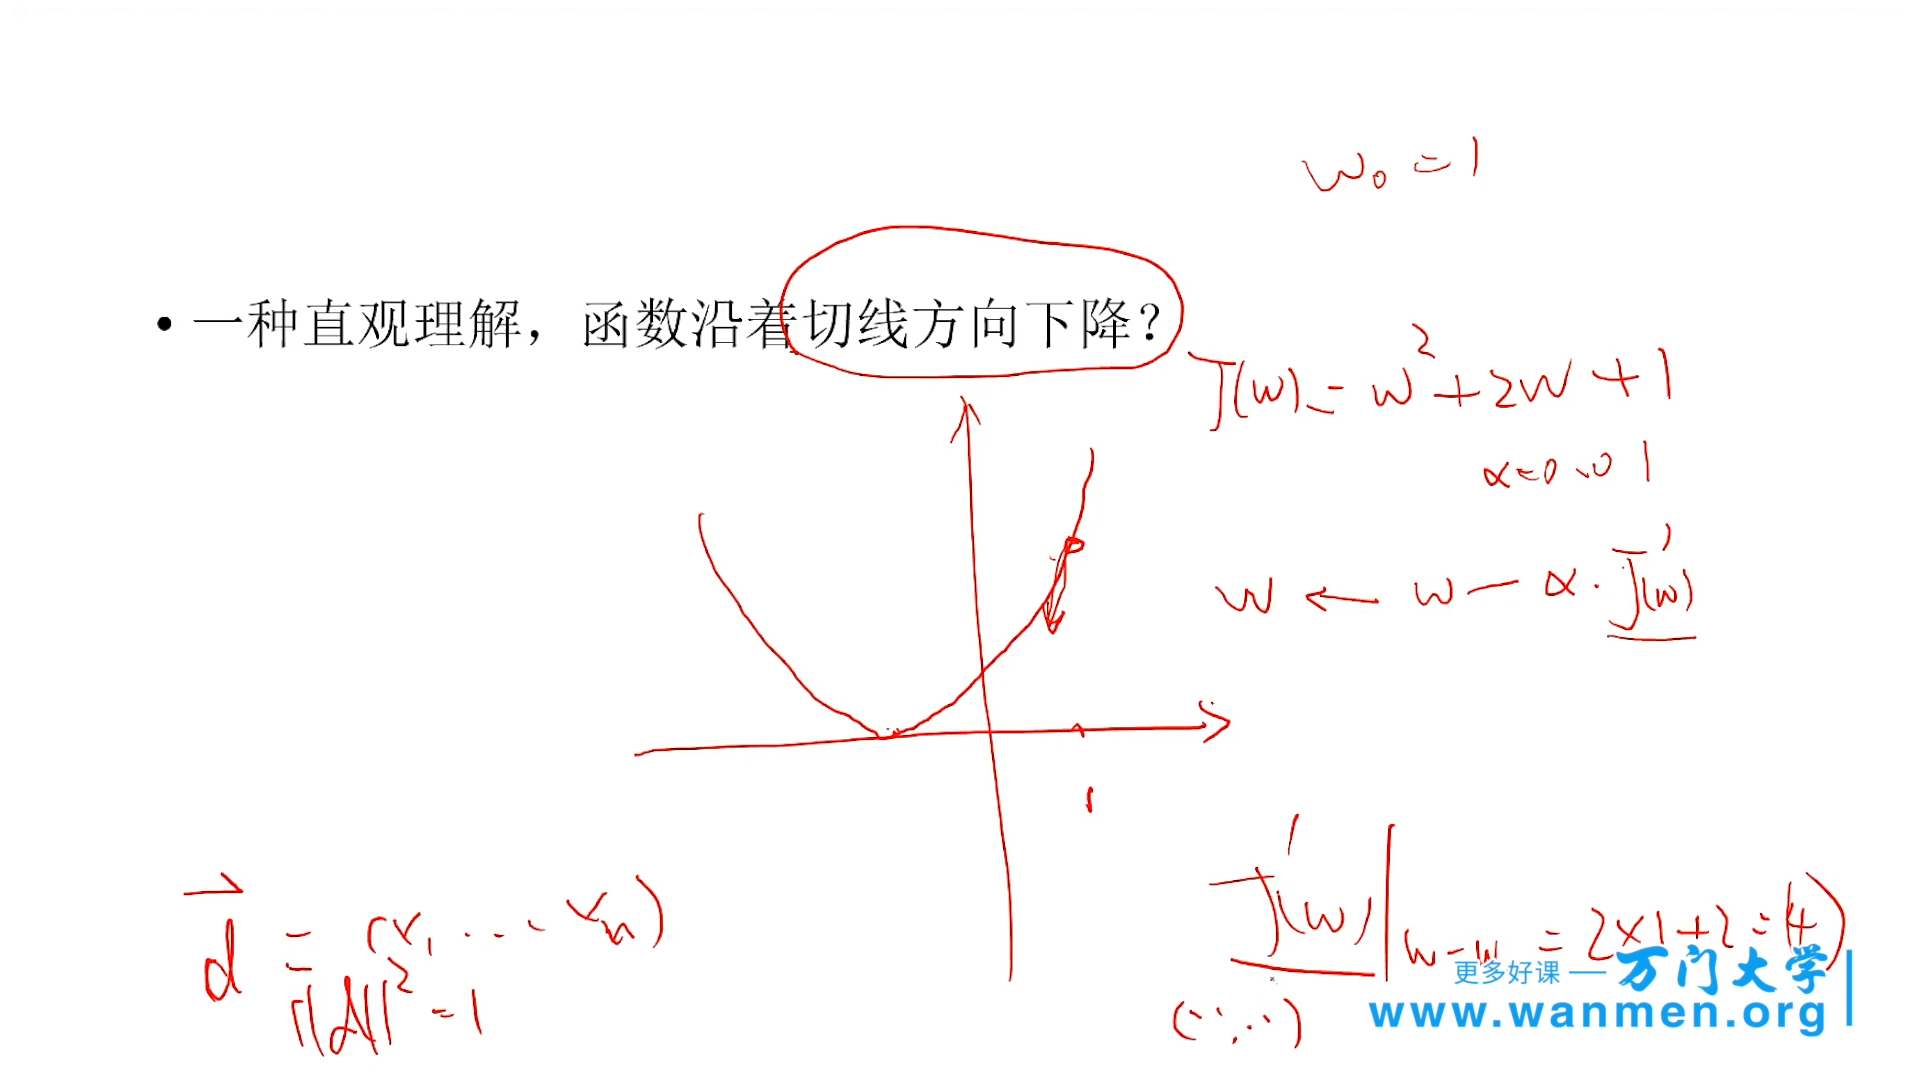 w₀ = 1
• 一种直观理解，函数沿着切线方向下降？
J(w) = w² + 2w + 1
α = 0.01
w ← w − α · J'(w)
J'(w)|
= 2×1+2 = 4
d⃗ = (x₁ ... xₙ)
||d||² = 1
(....)
更多好课 — 万门大学
www.wanmen.org